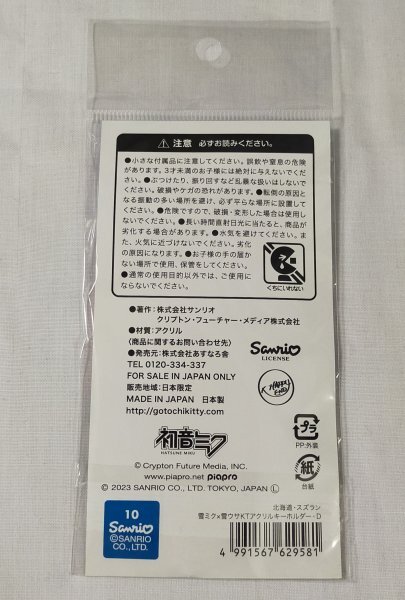 ⚠ 注意 必ずお読みください。
●小さな付属品に注意してください。誤飲や窒息の危険
があります。3才未満のお子様には絶対に与えないでくだ
さい。●ぶつけたり、振り回すなど乱暴な扱いはしないで
ください。破損やケガの恐れがあります。●転倒の原因と
なる振動の多い場所を避け、必ず平らな場所に設置して
ください。●危険ですので、破損・変形した場合は使用し
ないでください。●長い時間直射日光に当たると、商品が
劣化する場合があります。●水気を避けてください。ま
た、火気に近づけないでください。劣化
の原因になります。●お子様の手の届か
ない場所で使用、保管をしてください。
●通常の使用目的以外では、ご使用に
ならないでください。
くちにいれない
●著作：株式会社サンリオ
クリプトン・フューチャー・メディア株式会社
●材質：アクリル
〈商品に関するお問い合わせ先〉
●発売元：株式会社あすなろ舎
TEL 0120-334-337
FOR SALE IN JAPAN ONLY
販売地域：日本限定
MADE IN JAPAN 日本製
http://gotochikitty.com/
Sanrio
LICENSE
初音ミク
HATSUNE MIKU
© Crypton Future Media, INC.
www.piapro.net piapro
© 2023 SANRIO CO., LTD. TOKYO, JAPAN Ⓛ
プラ
PP:外装
紙
台紙
10
Sanrio
©SANRIO
CO., LTD.
北海道・スズラン
雪ミク×雪ウサKTアクリルキーホルダー・D
4 991567 629581